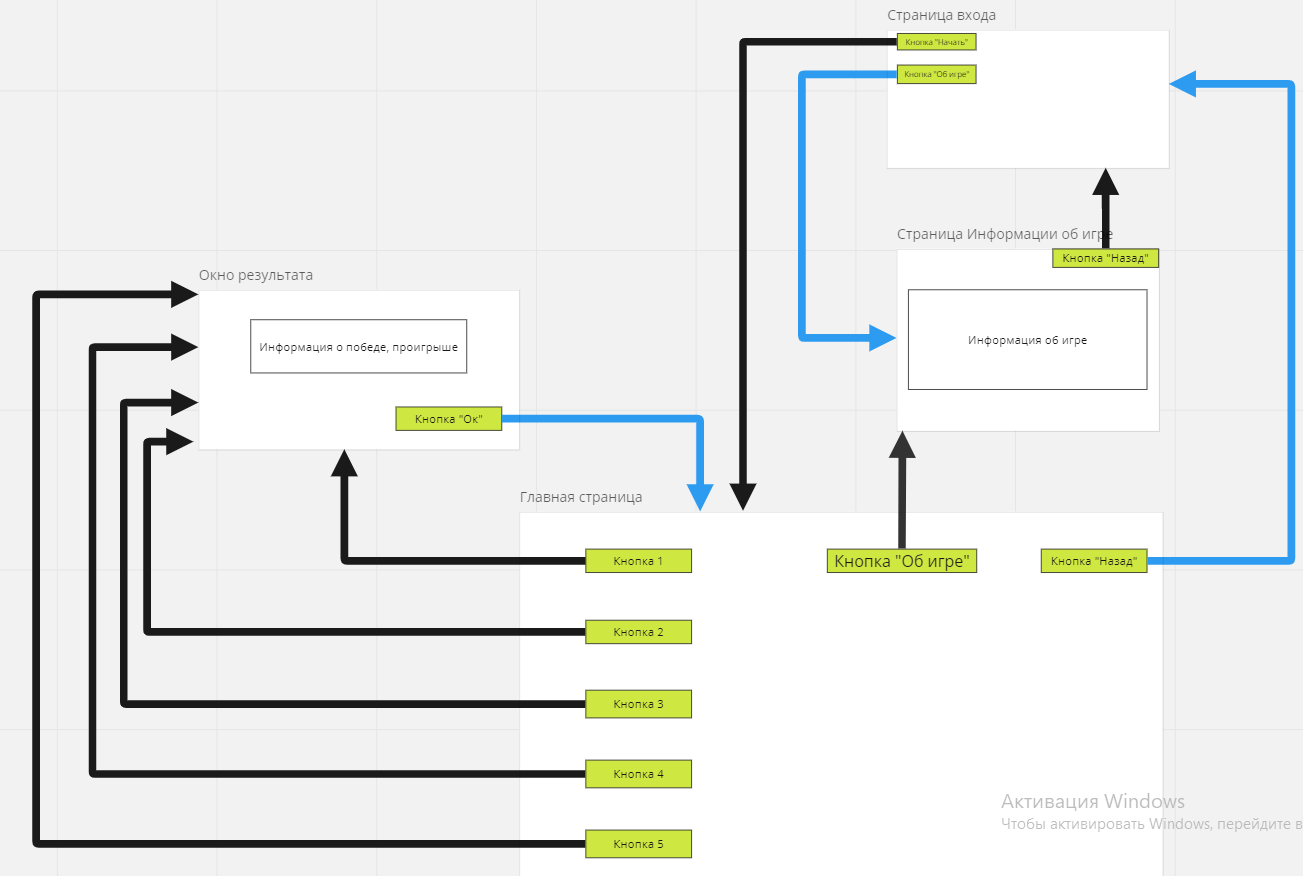 Страница входа
Кнопка "Начать"
Кнопка "Об игре"
Страница Информации об игре
Кнопка "Назад"
Информация об игре
Окно результата
Информация о победе, проигрыше
Кнопка "Ок"
Главная страница
Кнопка 1
Кнопка "Об игре"
Кнопка "Назад"
Кнопка 2
Кнопка 3
Кнопка 4
Кнопка 5
Активация Windows
Чтобы активировать Windows, перейдите в